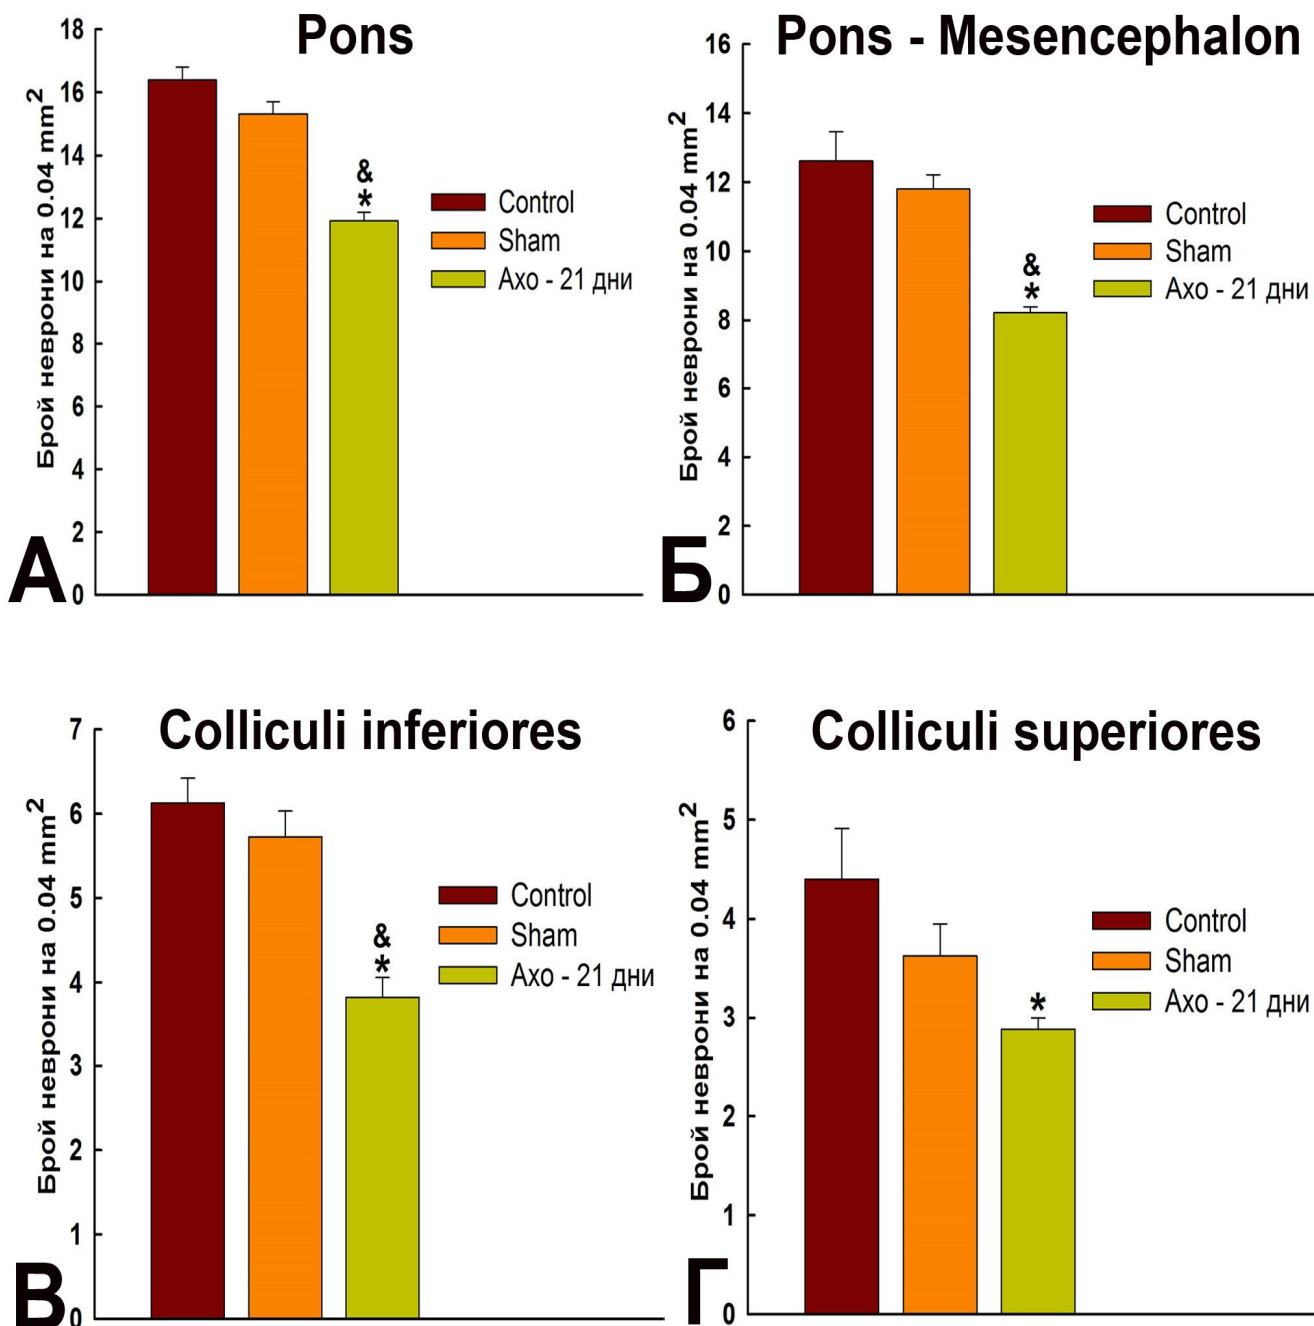 Pons
Брой неврони на 0.04 mm²
18
16
14
12
10
8
6
4
2
0
&
*
Control
Sham
Axo - 21 дни
А
Pons - Mesencephalon
Брой неврони на 0.04 mm²
16
14
12
10
8
6
4
2
0
&
*
Control
Sham
Axo - 21 дни
Б
Colliculi inferiores
Брой неврони на 0.04 mm²
7
6
5
4
3
2
1
0
&
*
Control
Sham
Axo - 21 дни
В
Colliculi superiores
Брой неврони на 0.04 mm²
6
5
4
3
2
1
0
*
Control
Sham
Axo - 21 дни
Г